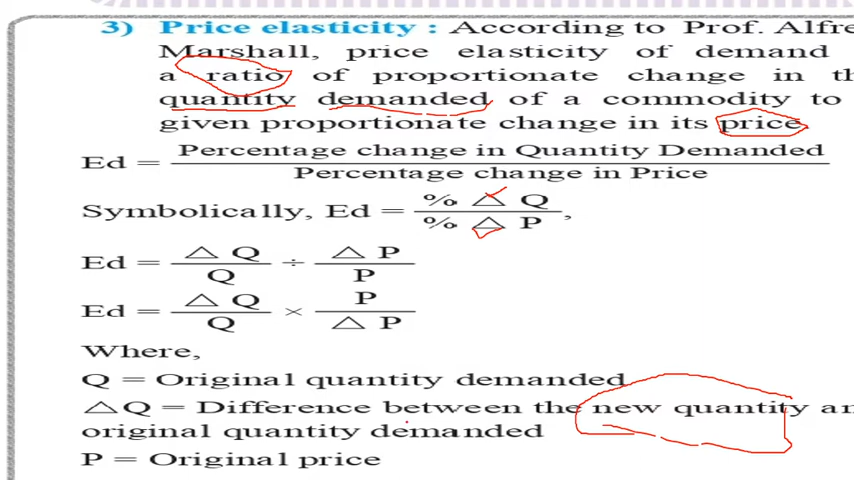 3) Price elasticity : According to Prof. Alfre
Marshall, price elasticity of demand
a ratio of proportionate change in th
quantity demanded of a commodity to
given proportionate change in its price
Ed = Percentage change in Quantity Demanded / Percentage change in Price
Symbolically, Ed = % △ Q / % △ P,
Ed = △ Q / Q ÷ △ P / P
Ed = △ Q / Q × P / △ P
Where,
Q = Original quantity demanded
△Q = Difference between the new quantity an
original quantity demanded
P = Original price